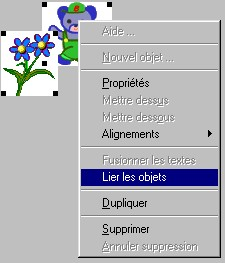 Aide ...
Nouvel objet ...
Propriétés
Mettre dessus
Mettre dessous
Alignements
Fusionner les textes
Lier les objets
Dupliquer
Supprimer
Annuler suppression